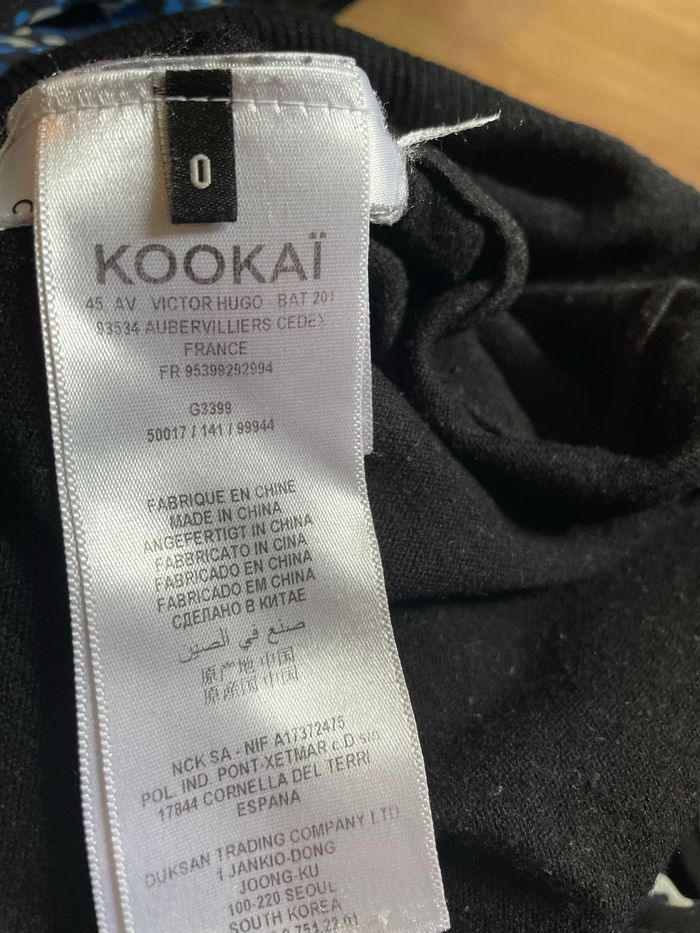 0
KOOKAÏ
45, AV VICTOR HUGO - BAT 201
93534 AUBERVILLIERS CEDEX
FRANCE
FR 95399292994
G3399
50017 / 141 / 99944
FABRIQUE EN CHINE
MADE IN CHINA
ANGEFERTIGT IN CHINA
FABBRICATO IN CINA
FABRICADO EN CHINA
FABRICADO EM CHINA
СДЕЛАНО В КИТАЕ
صنع في الصين
原产地中国
原産国中国
NCK SA - NIF A17372475
POL. IND. PONT-XETMAR c.D s/n
17844 CORNELLA DEL TERRI
ESPANA
DUKSAN TRADING COMPANY LTD
1 JANKIO-DONG
JOONG-KU
100-220 SEOUL
SOUTH KOREA
754.22.01